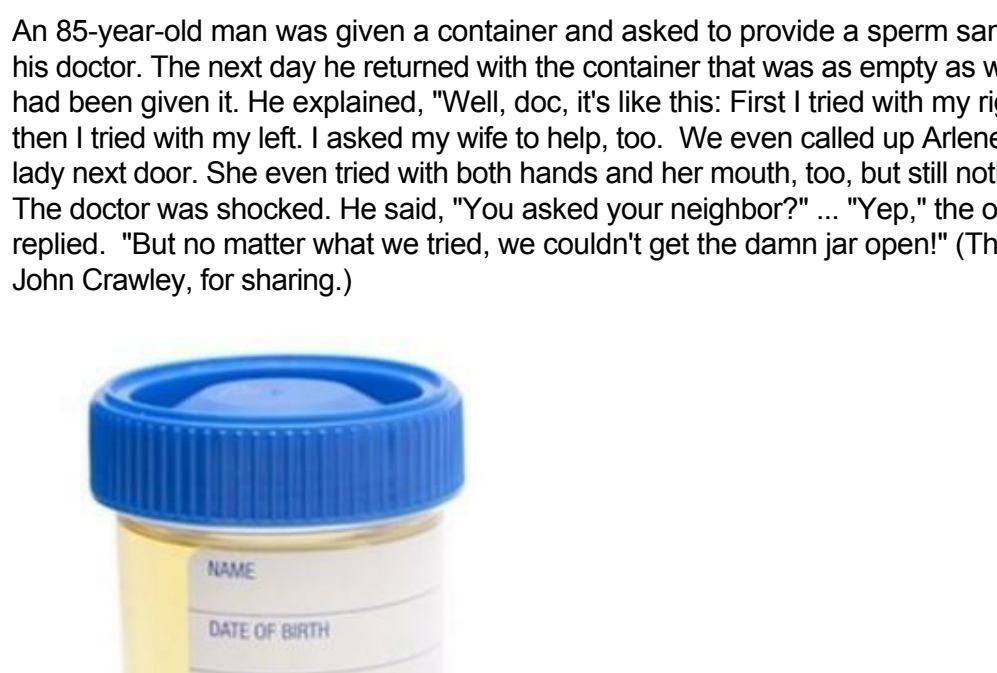 An 85-year-old man was given a container and asked to provide a sperm
his doctor. The next day he returned with the container that was as empty as
had been given it. He explained, "Well, doc, it's like this: First I tried with my
then I tried with my left. I asked my wife to help, too.  We even called up Arlene
lady next door. She even tried with both hands and her mouth, too, but still
The doctor was shocked. He said, "You asked your neighbor?" ... "Yep," the
replied.  "But no matter what we tried, we couldn't get the damn jar open!"
John Crawley, for sharing.)
NAME
DATE OF BIRTH